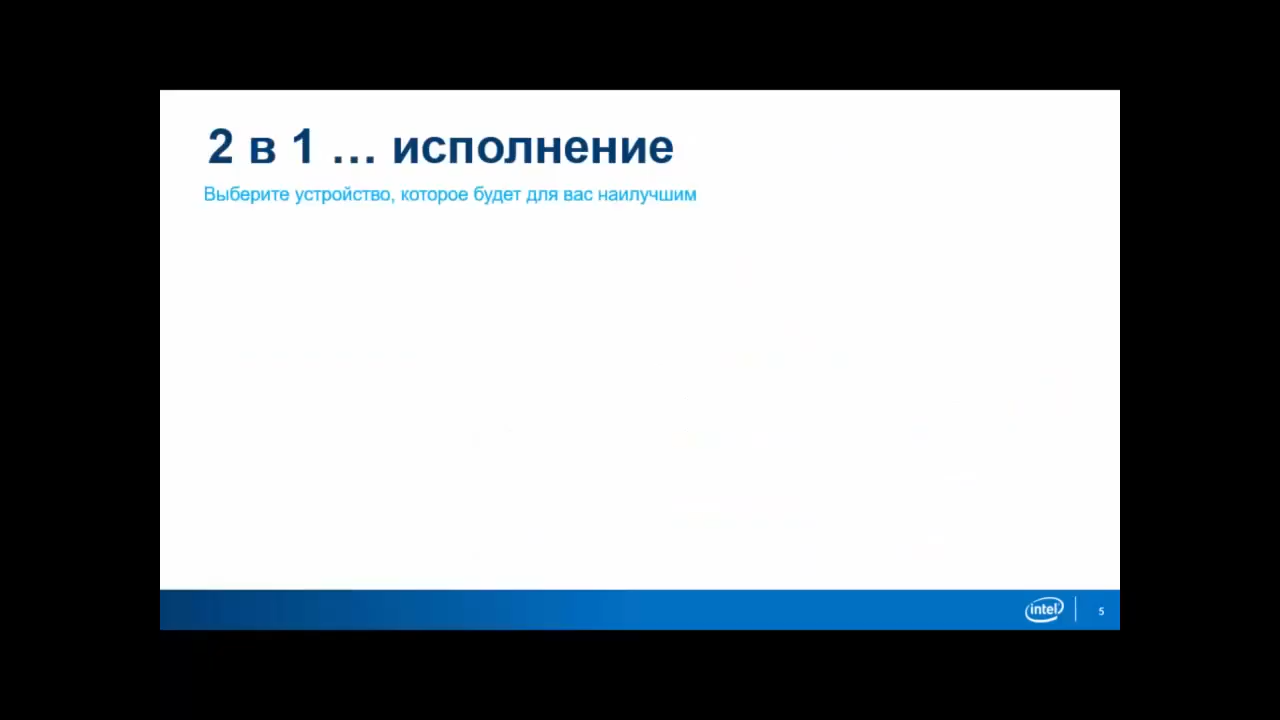 2 в 1 ... исполнение
Выберите устройство, которое будет для вас наилучшим
intel
5